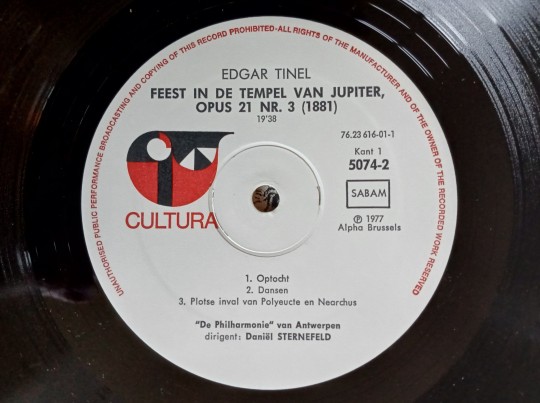 UNAUTHORISED PUBLIC PERFORMANCE BROADCASTING AND COPYING OF THIS RECORD PROHIBITED-ALL RIGHTS OF THE MANUFACTURER AND OF THE OWNER OF THE RECORDED WORK RESERVED
EDGAR TINEL
FEEST IN DE TEMPEL VAN JUPITER,
OPUS 21 NR. 3 (1881)
19'38
76.23 616-01-1
Kant 1
5074-2
SABAM
CULTURA
Ⓟ 1977
Alpha Brussels
1. Optocht
2. Dansen
3. Plotse inval van Polyeucte en Nearchus
"De Philharmonie" van Antwerpen
dirigent: Daniël STERNEFELD